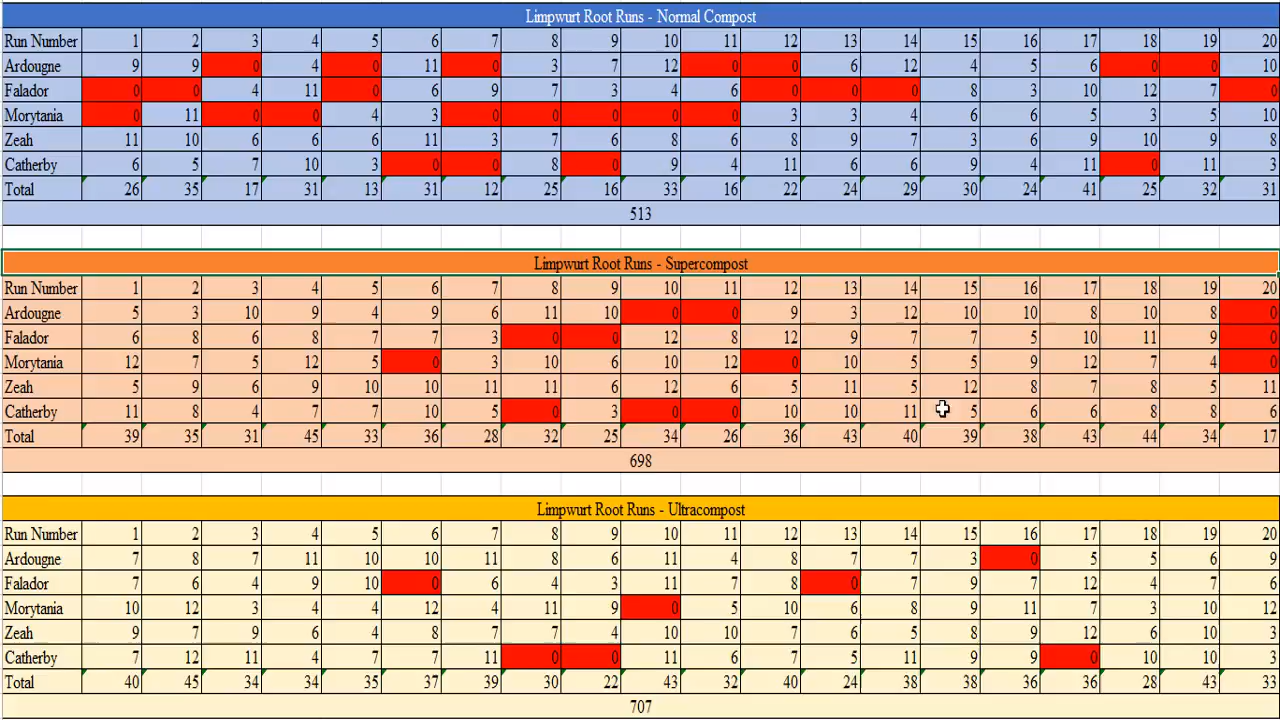 Limpwurt Root Runs - Normal Compost
Run Number 1 2 3 4 5 6 7 8 9 10 11 12 13 14 15 16 17 18 19 20
Ardougne 9 9 0 4 0 11 0 3 7 12 0 0 6 12 4 5 6 0 0 10
Falador 0 0 4 11 0 6 9 7 3 4 6 0 0 0 8 3 10 12 7 0
Morytania 0 11 0 0 4 3 0 0 0 0 0 3 3 4 6 6 5 3 5 10
Zeah 11 10 6 6 6 11 3 7 6 8 6 8 9 7 3 6 9 10 9 8
Catherby 6 5 7 10 3 0 0 8 0 9 4 11 6 6 9 4 11 0 11 3
Total 26 35 17 31 13 31 12 25 16 33 16 22 24 29 30 24 41 25 32 31
513
Limpwurt Root Runs - Supercompost
Run Number 1 2 3 4 5 6 7 8 9 10 11 12 13 14 15 16 17 18 19 20
Ardougne 5 3 10 9 4 9 6 11 10 0 0 9 3 12 10 10 8 10 8 0
Falador 6 8 6 8 7 7 3 0 0 12 8 12 9 7 7 5 10 11 9 0
Morytania 12 7 5 12 5 0 3 10 6 10 12 0 10 5 5 9 12 7 4 0
Zeah 5 9 6 9 10 10 11 11 6 12 6 5 11 5 12 8 7 8 5 11
Catherby 11 8 4 7 7 10 5 0 3 0 0 10 10 11 5 6 6 8 8 6
Total 39 35 31 45 33 36 28 32 25 34 26 36 43 40 39 38 43 44 34 17
698
Limpwurt Root Runs - Ultracompost
Run Number 1 2 3 4 5 6 7 8 9 10 11 12 13 14 15 16 17 18 19 20
Ardougne 7 8 7 11 10 10 11 8 6 11 4 8 7 7 3 0 5 5 6 9
Falador 7 6 4 9 10 0 6 4 3 11 7 8 0 7 9 7 12 4 7 6
Morytania 10 12 3 4 4 12 4 11 9 0 5 10 6 8 9 11 7 3 10 12
Zeah 9 7 9 6 4 8 7 7 4 10 10 7 6 5 8 9 12 6 10 3
Catherby 7 12 11 4 7 7 11 0 0 11 6 7 5 11 9 9 0 10 10 3
Total 40 45 34 34 35 37 39 30 22 43 32 40 24 38 38 36 36 28 43 33
707